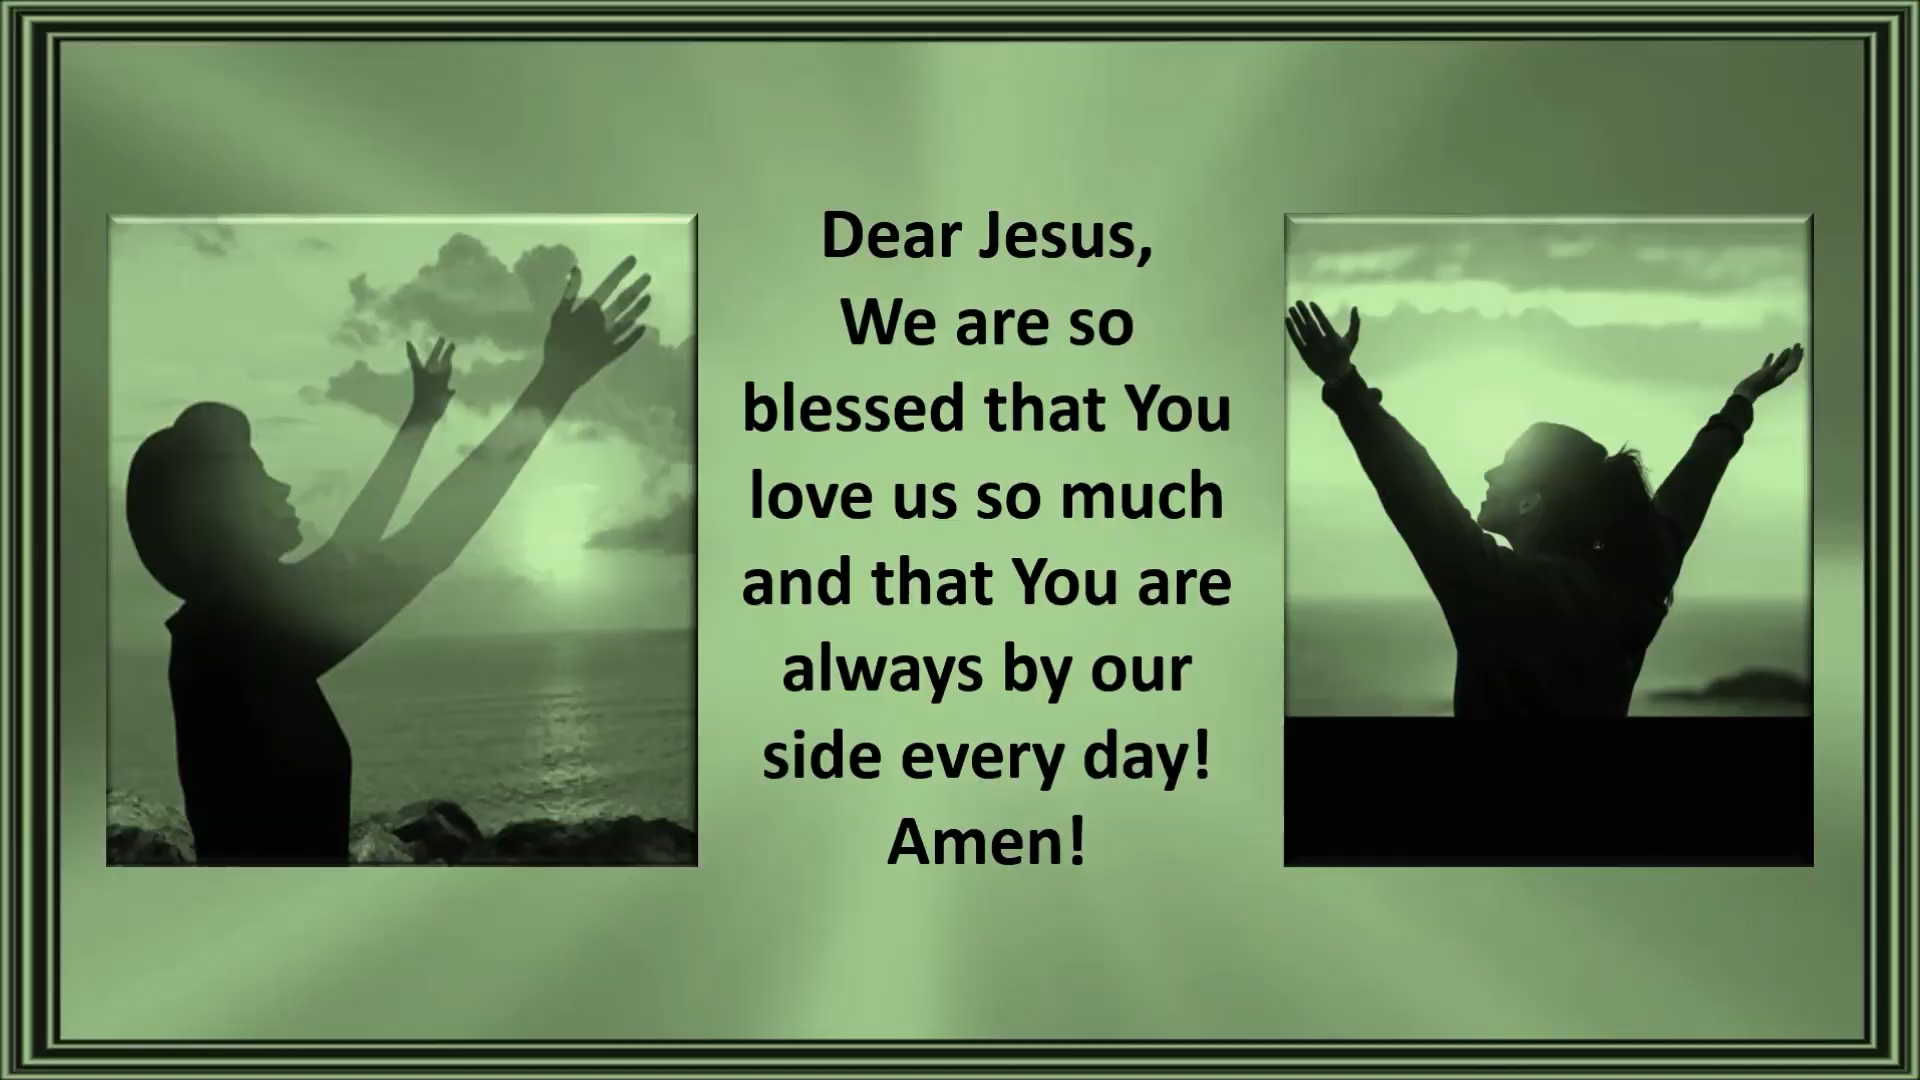 Dear Jesus,
We are so
blessed that You
love us so much
and that You are
always by our
side every day!
Amen!